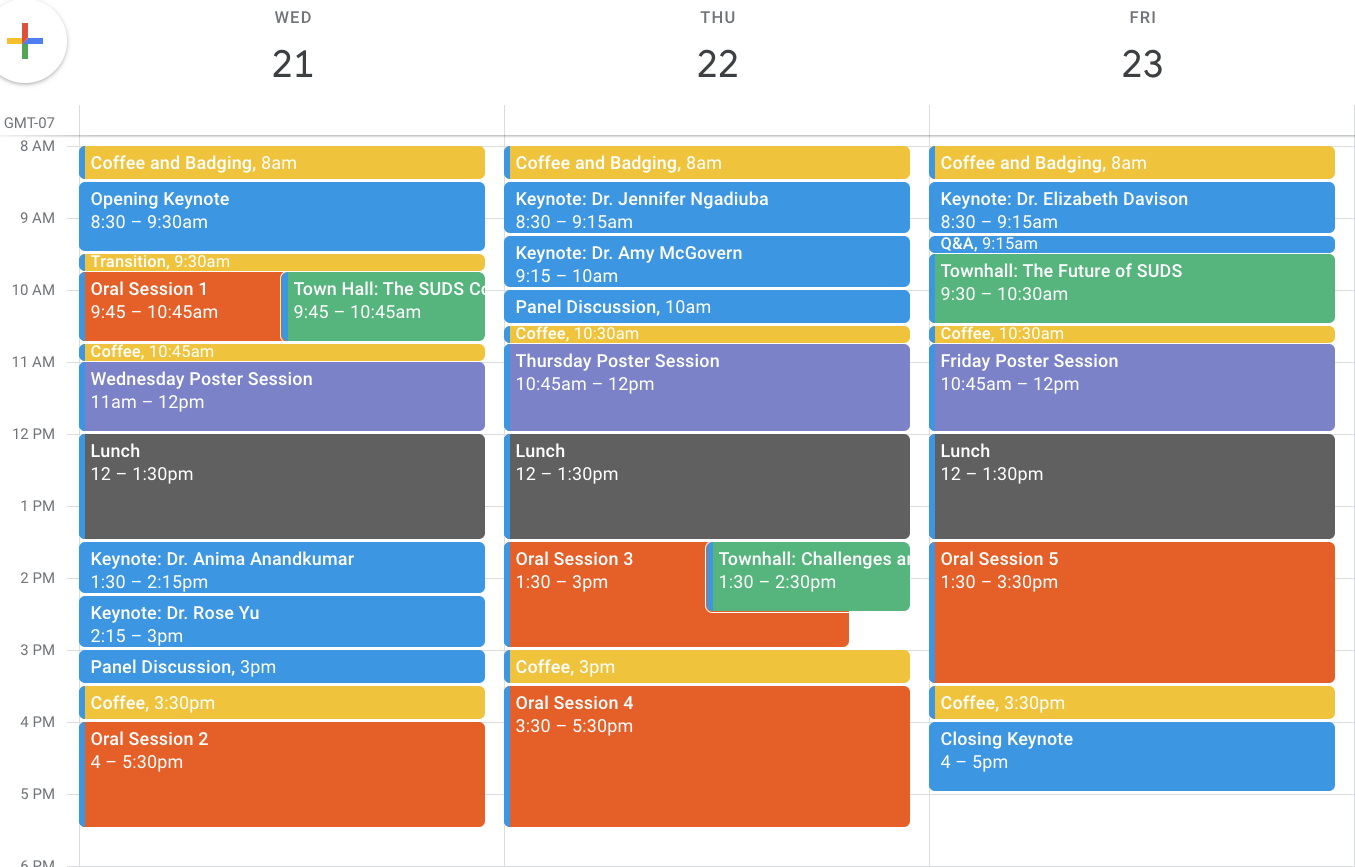 WED
THU
FRI
21
22
23
GMT-07
8 AM
9 AM
10 AM
11 AM
12 PM
1 PM
2 PM
3 PM
4 PM
5 PM
6 PM
Coffee and Badging, 8am
Opening Keynote
8:30 – 9:30am
Transition, 9:30am
Oral Session 1
9:45 – 10:45am
Town Hall: The SUDS Co
9:45 – 10:45am
Coffee, 10:45am
Wednesday Poster Session
11am – 12pm
Lunch
12 – 1:30pm
Keynote: Dr. Anima Anandkumar
1:30 – 2:15pm
Keynote: Dr. Rose Yu
2:15 – 3pm
Panel Discussion, 3pm
Coffee, 3:30pm
Oral Session 2
4 – 5:30pm
Coffee and Badging, 8am
Keynote: Dr. Jennifer Ngadiuba
8:30 – 9:15am
Keynote: Dr. Amy McGovern
9:15 – 10am
Panel Discussion, 10am
Coffee, 10:30am
Thursday Poster Session
10:45am – 12pm
Lunch
12 – 1:30pm
Oral Session 3
1:30 – 3pm
Townhall: Challenges ar
1:30 – 2:30pm
Coffee, 3pm
Oral Session 4
3:30 – 5:30pm
Coffee and Badging, 8am
Keynote: Dr. Elizabeth Davison
8:30 – 9:15am
Q&A, 9:15am
Townhall: The Future of SUDS
9:30 – 10:30am
Coffee, 10:30am
Friday Poster Session
10:45am – 12pm
Lunch
12 – 1:30pm
Oral Session 5
1:30 – 3:30pm
Coffee, 3:30pm
Closing Keynote
4 – 5pm